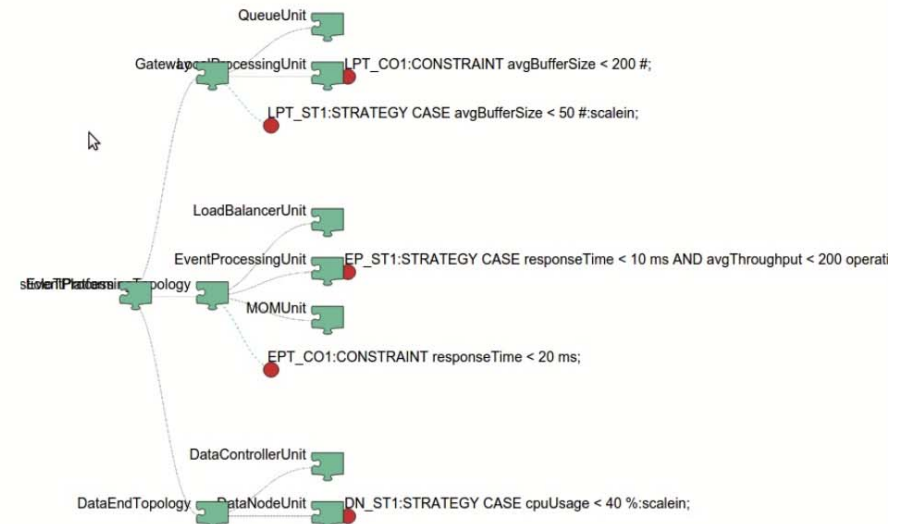 QueueUnit
LocalProcessingUnit
LPT_CO1:CONSTRAINT avgBufferSize < 200 #;
LPT_ST1:STRATEGY CASE avgBufferSize < 50 #:scalein;
LoadBalancerUnit
EventProcessingUnit
EP_ST1:STRATEGY CASE responseTime < 10 ms AND avgThroughput < 200 operati
MOMUnit
EPT_CO1:CONSTRAINT responseTime < 20 ms;
DataControllerUnit
DataEndTopology
DataNodeUnit
DN_ST1:STRATEGY CASE cpuUsage < 40 %:scalein;